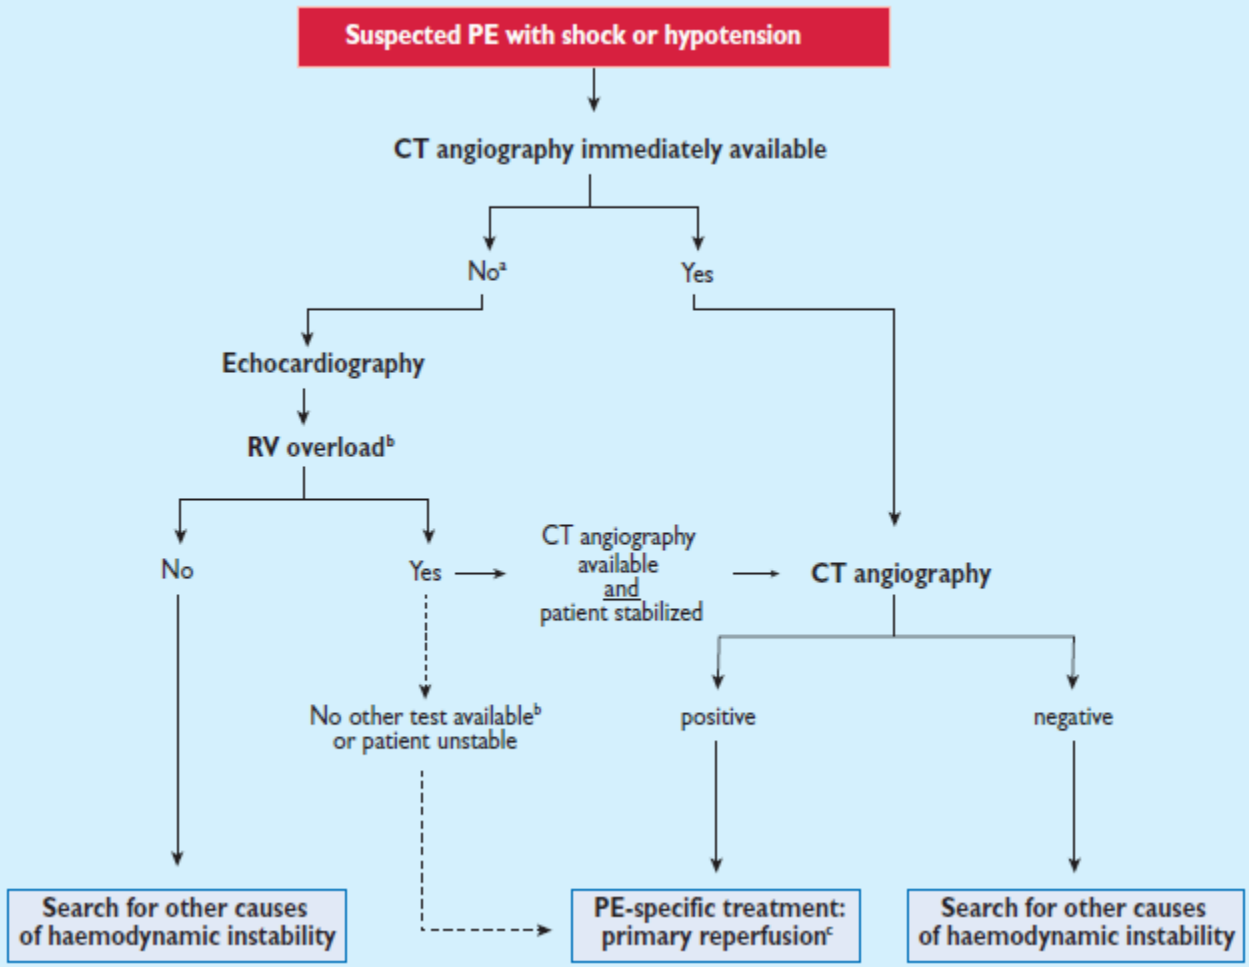 Suspected PE with shock or hypotension
CT angiography immediately available
Noᵃ
Yes
Echocardiography
RV overloadᵇ
No
Yes
CT angiography
available
and
patient stabilized
CT angiography
No other test availableᵇ
or patient unstable
positive
negative
Search for other causes
of haemodynamic instability
PE-specific treatment:
primary reperfusionᶜ
Search for other causes
of haemodynamic instability